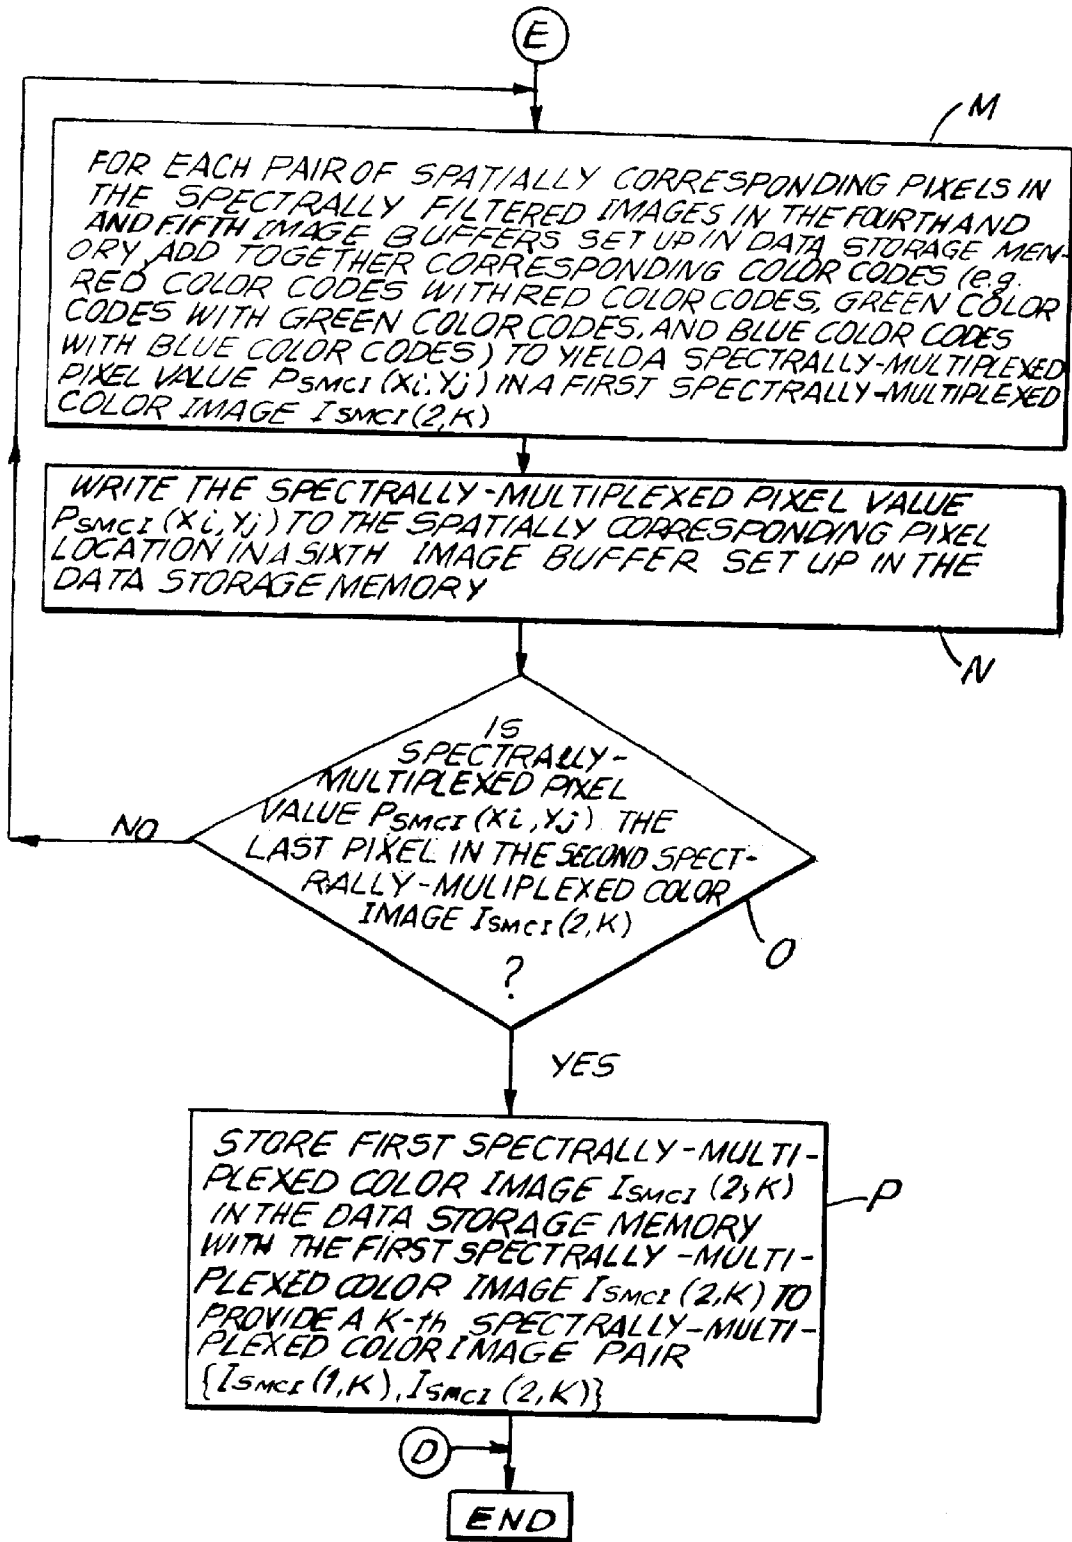 E
M
FOR EACH PAIR OF SPATIALLY CORRESPONDING PIXELS IN
THE SPECTRALLY FILTERED IMAGES IN THE FOURTH AND
AND FIFTH IMAGE BUFFERS SET UP IN DATA STORAGE MEN-
ORY, ADD TOGETHER CORRESPONDING COLOR CODES (e.g.
RED COLOR CODES WITH RED COLOR CODES, GREEN COLOR
CODES WITH GREEN COLOR CODES, AND BLUE COLOR CODES
WITH BLUE COLOR CODES) TO YIELD A SPECTRALLY-MULTIPLEXED
PIXEL VALUE PSMCI (Xi, Yj) IN A FIRST SPECTRALLY-MULTIPLEXED
COLOR IMAGE ISMCI (2,K)
WRITE THE SPECTRALLY-MULTIPLEXED PIXEL VALUE
PSMCI (Xi, Yj) TO THE SPATIALLY CORRESPONDING PIXEL
LOCATION IN A SIXTH IMAGE BUFFER SET UP IN THE
DATA STORAGE MEMORY
N
IS
SPECTRALLY-
MULTIPLEXED PIXEL
VALUE PSMCI (Xi, Yj) THE
LAST PIXEL IN THE SECOND SPECT-
RALLY-MULIPLEXED COLOR
IMAGE ISMCI (2,K)
?
NO
O
YES
STORE FIRST SPECTRALLY-MULTI-
PLEXED COLOR IMAGE ISMCI (2,K)
IN THE DATA STORAGE MEMORY
WITH THE FIRST SPECTRALLY-MULTI-
PLEXED COLOR IMAGE ISMCI (2,K) TO
PROVIDE A K-th SPECTRALLY-MULTI-
PLEXED COLOR IMAGE PAIR
{ISMCI (1,K), ISMCI (2,K)}
P
D
END